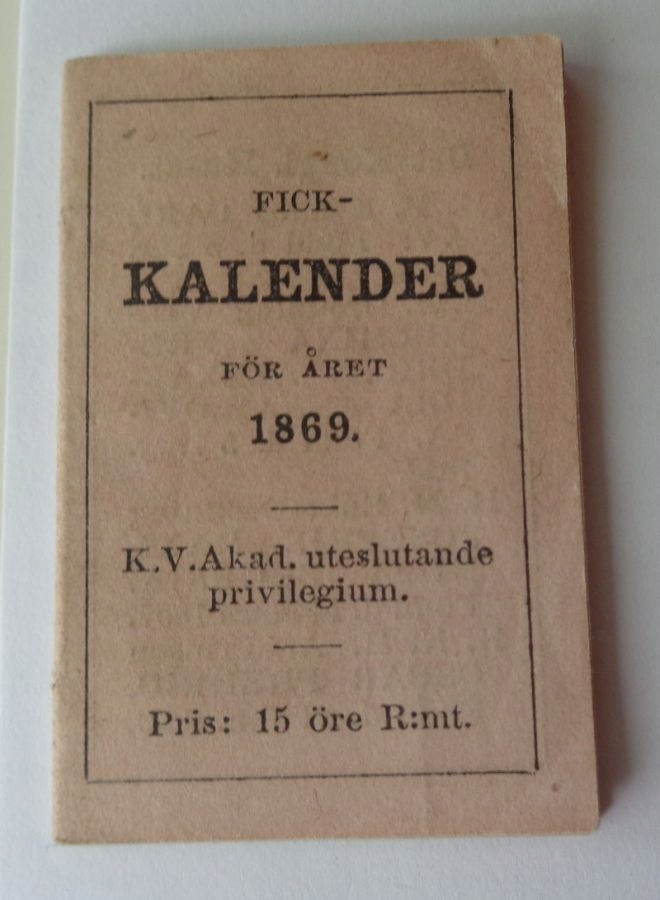 FICK-
KALENDER
FÖR ÅRET
1869.
K.V.Akad. uteslutande
privilegium.
Pris: 15 öre R:mt.